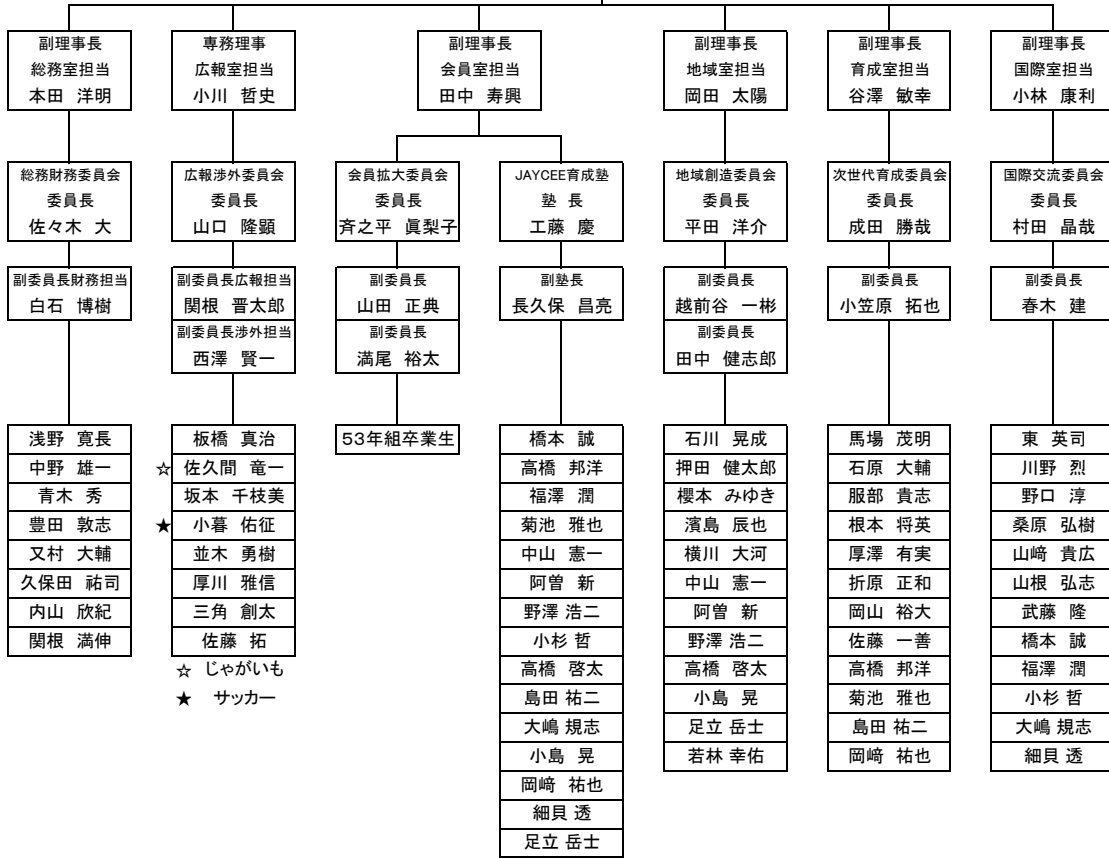 副理事長
総務室担当
本田 洋明
専務理事
広報室担当
小川 哲史
副理事長
会員室担当
田中 寿興
副理事長
地域室担当
岡田 太陽
副理事長
育成室担当
谷澤 敏幸
副理事長
国際室担当
小林 康利
総務財務委員会
委員長
佐々木 大
広報渉外委員会
委員長
山口 隆顕
会員拡大委員会
委員長
斉之平 眞梨子
JAYCEE育成塾
塾 長
工藤 慶
地域創造委員会
委員長
平田 洋介
次世代育成委員会
委員長
成田 勝哉
国際交流委員会
委員長
村田 晶哉
副委員長財務担当
白石 博樹
副委員長広報担当
関根 晋太郎
副委員長渉外担当
西澤 賢一
副委員長
山田 正典
副委員長
満尾 裕太
副塾長
長久保 昌亮
副委員長
越前谷 一彬
副委員長
田中 健志郎
副委員長
小笠原 拓也
副委員長
春木 建
浅野 寛長
中野 雄一
青木 秀
豊田 敦志
又村 大輔
久保田 祐司
内山 欣紀
関根 満伸
板橋 真治
☆ 佐久間 竜一
坂本 千枝美
★ 小暮 佑征
並木 勇樹
厚川 雅信
三角 創太
佐藤 拓
☆ じゃがいも
★ サッカー
53年組卒業生
橋本 誠
高橋 邦洋
福澤 潤
菊池 雅也
中山 憲一
阿曽 新
野澤 浩二
小杉 哲
高橋 啓太
島田 祐二
大嶋 規志
小島 晃
岡﨑 祐也
細貝 透
足立 岳士
石川 晃成
押田 健太郎
櫻本 みゆき
濱島 辰也
横川 大河
中山 憲一
阿曽 新
野澤 浩二
高橋 啓太
小島 晃
足立 岳士
若林 幸佑
馬場 茂明
石原 大輔
服部 貴志
根本 将英
厚澤 有実
折原 正和
岡山 裕大
佐藤 一善
高橋 邦洋
菊池 雅也
島田 祐二
岡﨑 祐也
東 英司
川野 烈
野口 淳
桑原 弘樹
山﨑 貴広
山根 弘志
武藤 隆
橋本 誠
福澤 潤
小杉 哲
大嶋 規志
細貝 透